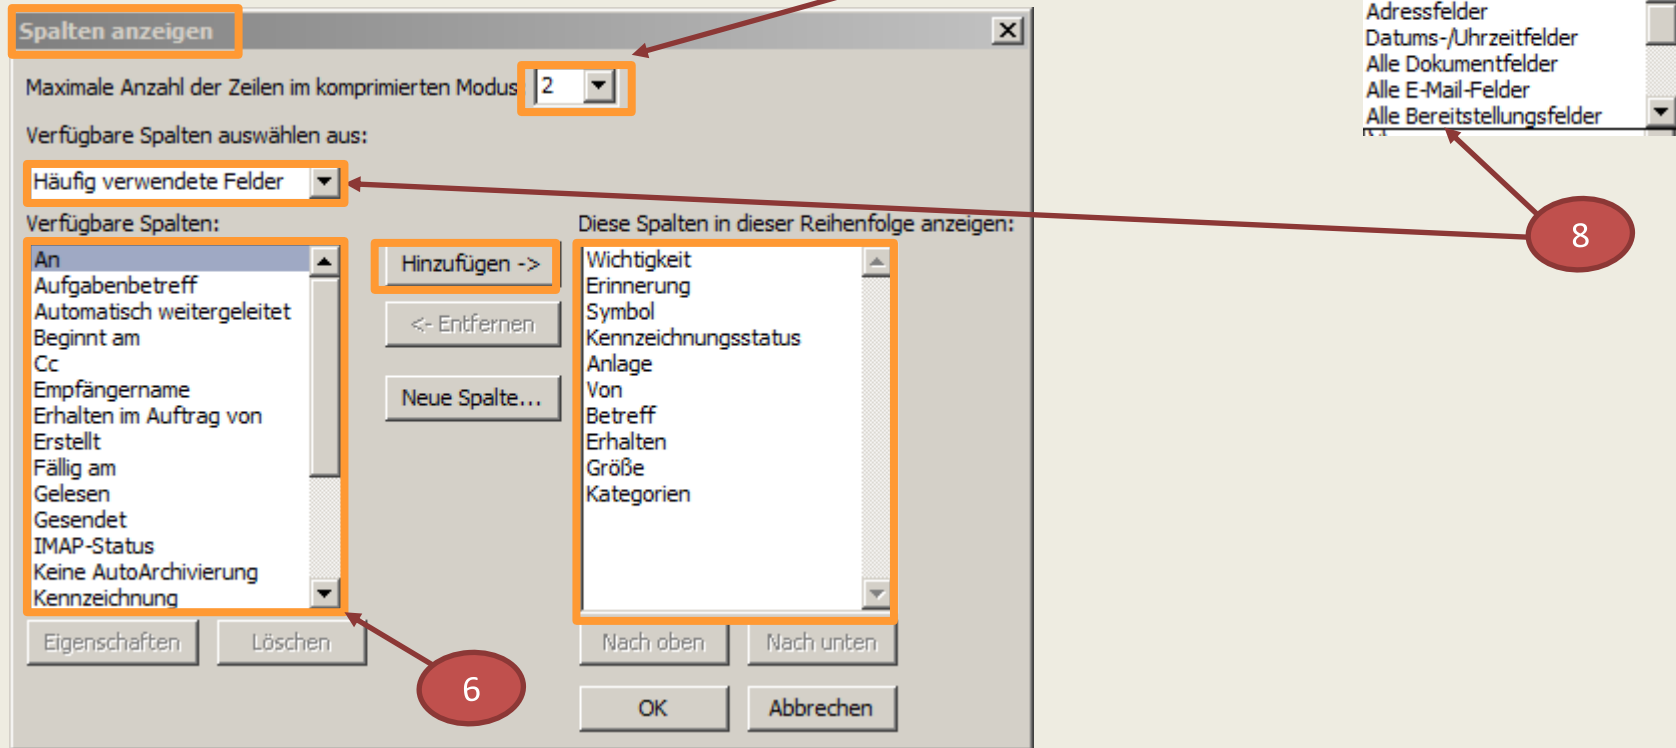 Spalten anzeigen
Maximale Anzahl der Zeilen im komprimierten Modus: 2
Verfügbare Spalten auswählen aus:
Häufig verwendete Felder
Verfügbare Spalten:
An
Aufgabenbetreff
Automatisch weitergeleitet
Beginnt am
Cc
Empfängername
Erhalten im Auftrag von
Erstellt
Fällig am
Gelesen
Gesendet
IMAP-Status
Keine AutoArchivierung
Kennzeichnung
Eigenschaften
Löschen
Hinzufügen ->
<- Entfernen
Neue Spalte...
Diese Spalten in dieser Reihenfolge anzeigen:
Wichtigkeit
Erinnerung
Symbol
Kennzeichnungsstatus
Anlage
Von
Betreff
Erhalten
Größe
Kategorien
Nach oben
Nach unten
OK
Abbrechen
6
Adressfelder
Datums-/Uhrzeitfelder
Alle Dokumentfelder
Alle E-Mail-Felder
Alle Bereitstellungsfelder
8